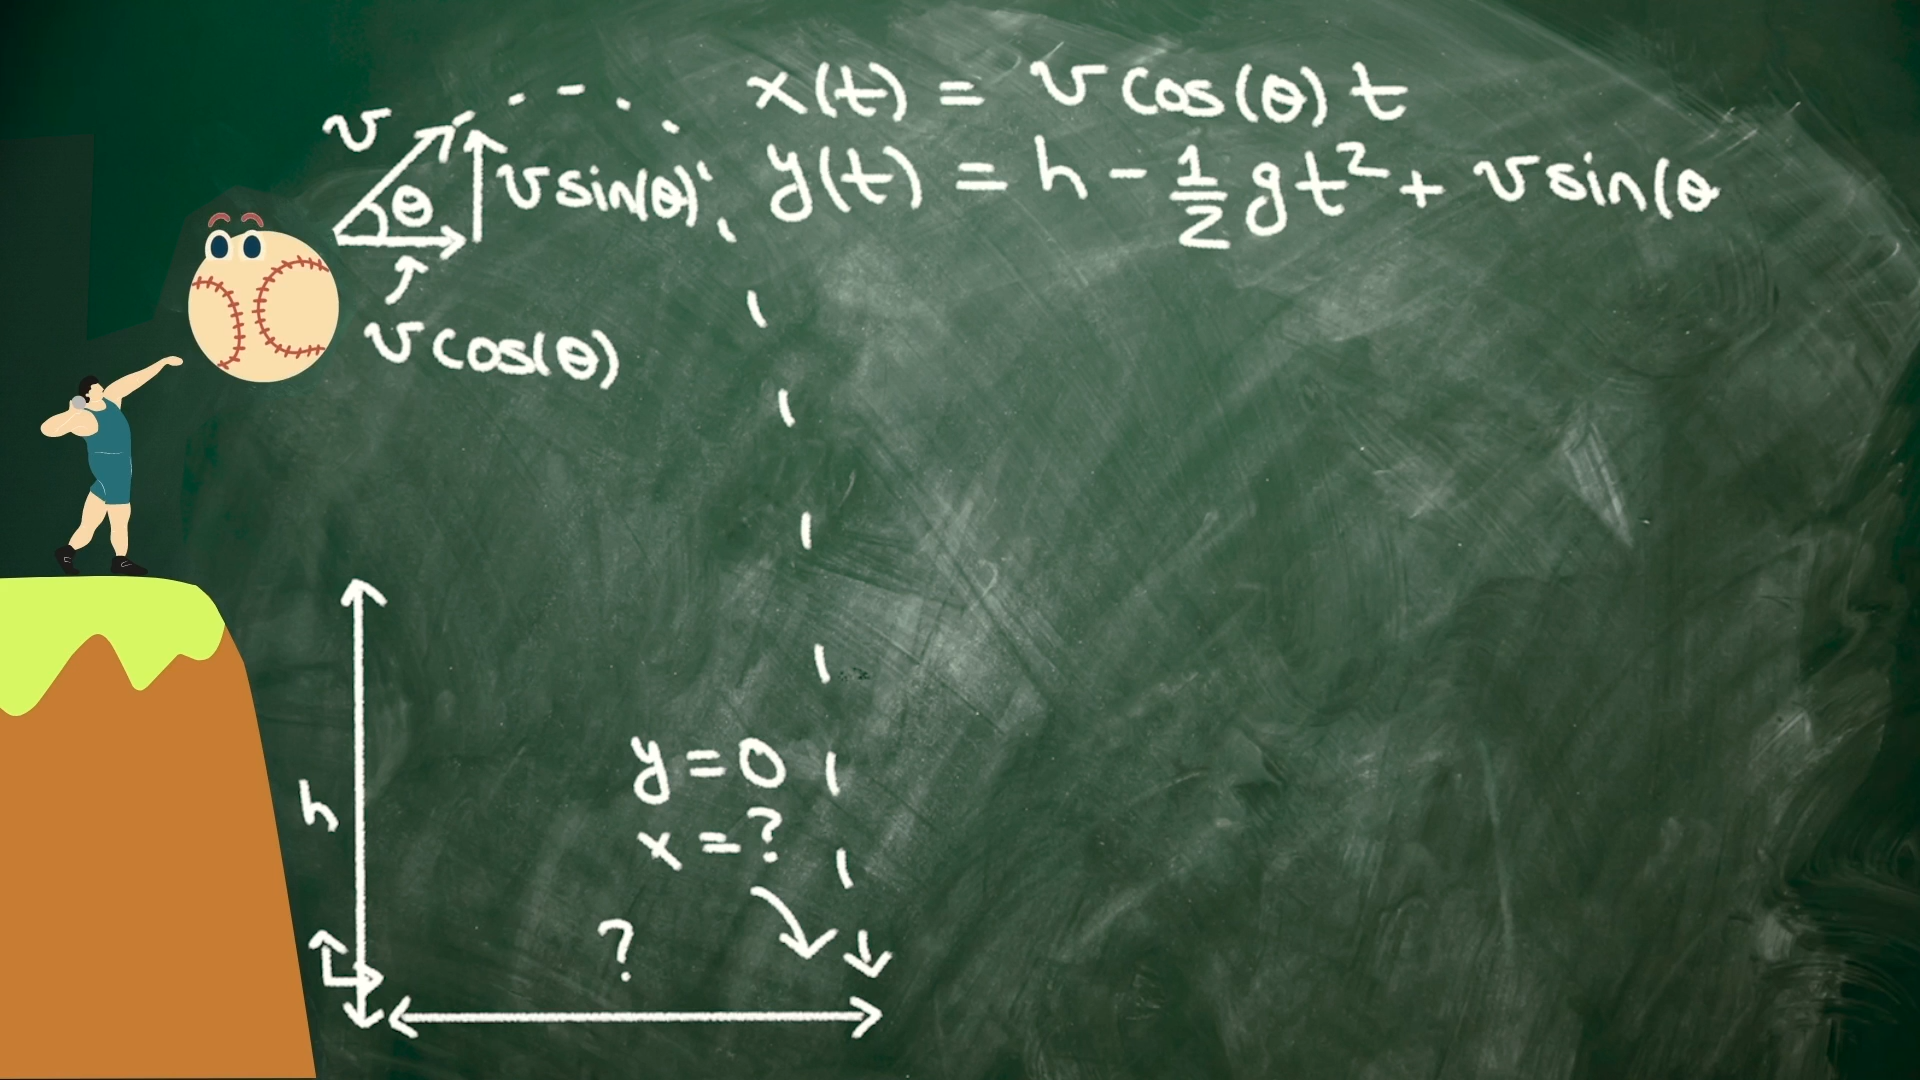 x(t) = v cos(θ) t
y(t) = h - 1/2 g t² + v sin(θ
v
θ
v sin(θ)
v cos(θ)
h
y = 0
x = ?
?